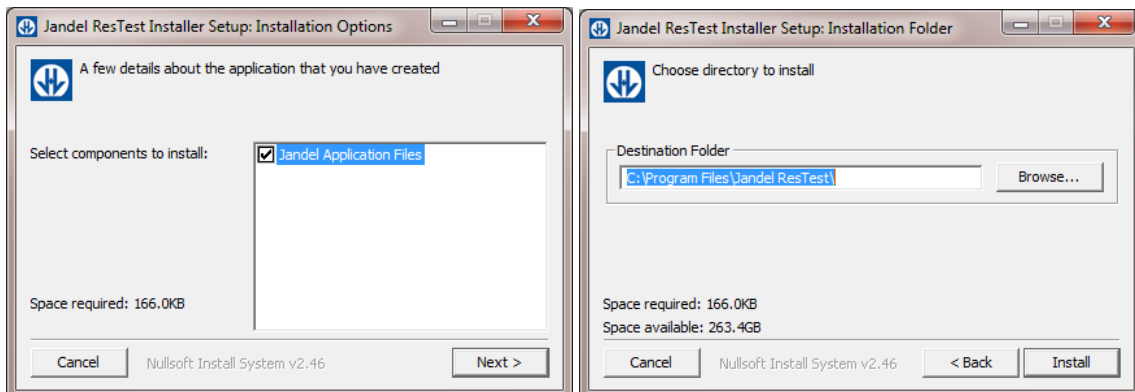 Jandel ResTest Installer Setup: Installation Options
A few details about the application that you have created
Select components to install:
Jandel Application Files
Space required: 166.0KB
Cancel
Nullsoft Install System v2.46
Next >
Jandel ResTest Installer Setup: Installation Folder
Choose directory to install
Destination Folder
C:\Program Files\Jandel ResTest\
Browse...
Space required: 166.0KB
Space available: 263.4GB
Cancel
Nullsoft Install System v2.46
< Back
Install